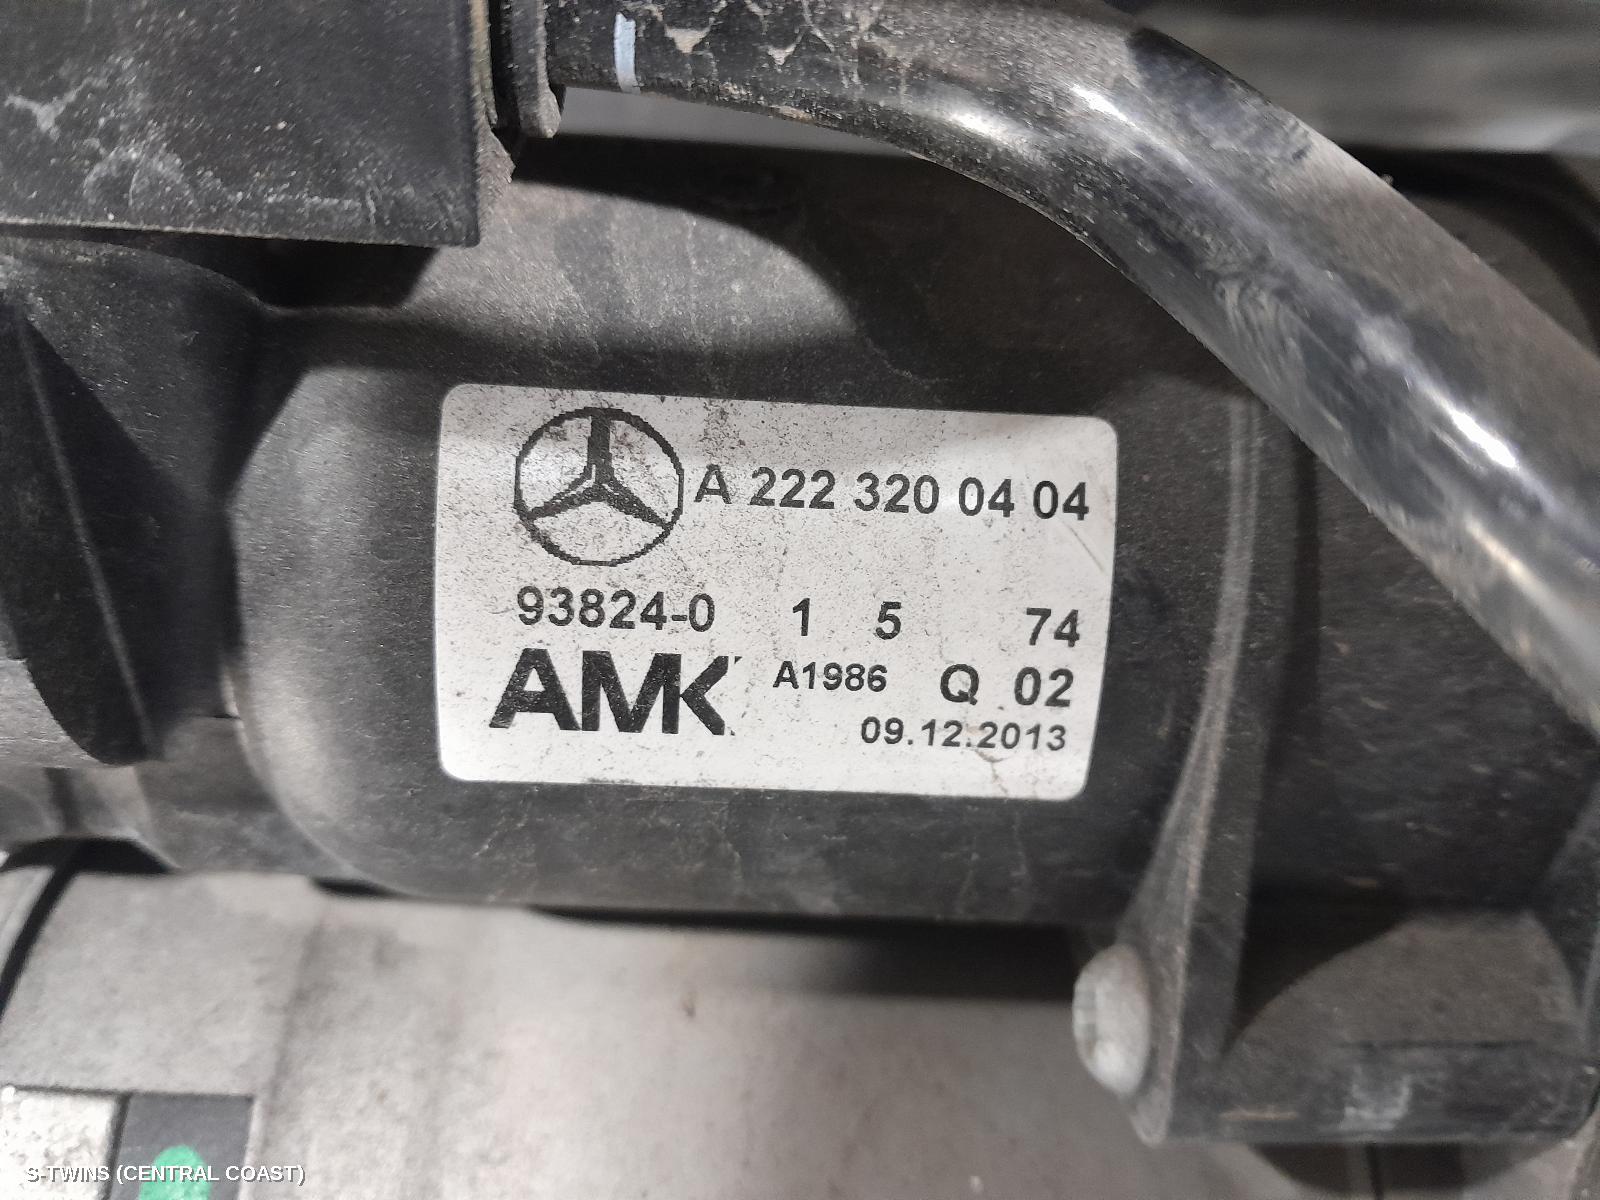 A 222 320 04 04
93824-0 1 5 74
AMK A1986 Q 02
09.12.2013
S-TWINS (CENTRAL COAST)